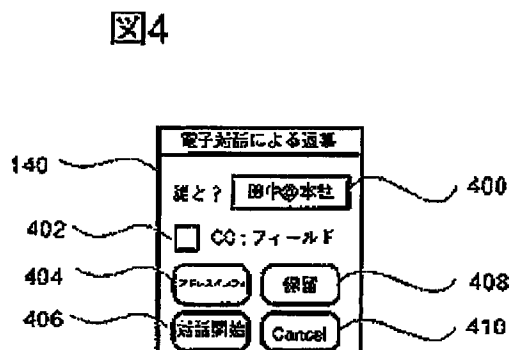 図4
電子対話による返事
140
誰と? 田中@本社
400
402
CC:フィールド
404
保留
408
406
対話開始
Cancel
410